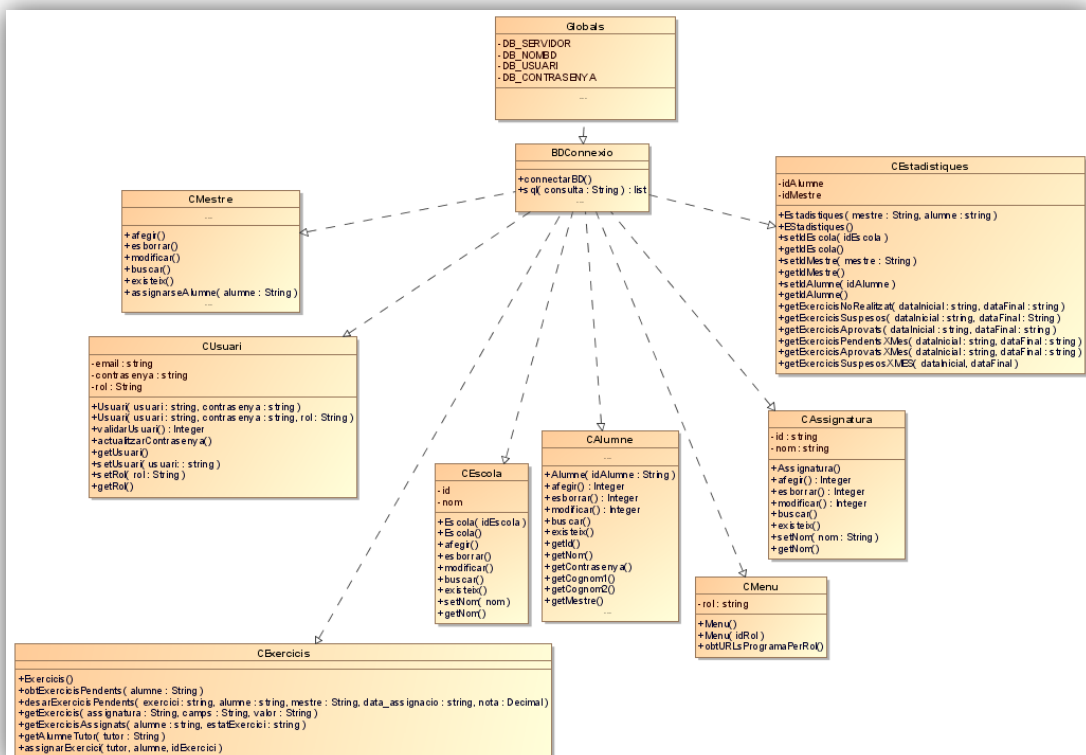 Globals
-DB_SERVIDOR
-DB_NOMBD
-DB_USUARI
-DB_CONTRASENYA
...
BDConnexio
+connectarBD()
+sql( consulta : String ) : list
...
CMestre
...
+afegir()
+esborrar()
+modificar()
+buscar()
+existeix()
+assignarseAlumne( alumne : String )
...
CEstadistiques
-idAlumne
-idMestre
+Estadistiques( mestre : String, alumne : string )
+EStadistiques()
+setIdEscola( idEscola )
+getIdEscola()
+setIdMestre( mestre : String )
+getIdMestre()
+setIdAlumne( idAlumne )
+getIdAlumne()
+getExercicisNoRealitzat( dataInicial : string, dataFinal : string )
+getExercicisSuspesos( dataInicial : string, dataFinal : String )
+getExercicisAprovats( dataInicial : string, dataFinal : string )
+getExercicisPendentsXMes( dataInicial : string, dataFinal : string )
+getExercicisAprovatsXMes( dataInicial : string, dataFinal : string )
+getExercicisSuspesosXMES( dataInicial, dataFinal )
CUsuari
-email : string
-contrasenya : string
-rol : String
+Usuari( usuari : string, contrasenya : string )
+Usuari( usuari : string, contrasenya : string, rol : String )
+validarUsuari() : Integer
+actualitzarContrasenya()
+getUsuari()
+setUsuari( usuari: : string )
+setRol( rol : String )
+getRol()
CEscola
-id
-nom
+Escola( idEscola )
+Escola()
+afegir()
+esborrar()
+modificar()
+buscar()
+existeix()
+setNom( nom )
+getNom()
CAlumne
...
+Alumne( idAlumne : String )
+afegir() : Integer
+esborrar() : Integer
+modificar() : Integer
+buscar()
+existeix()
+getId()
+getNom()
+getContrasenya()
+getCognom1()
+getCognom2()
+getMestre()
...
CAssignatura
-id : string
-nom : string
+Assignatura()
+afegir() : Integer
+esborrar() : Integer
+modificar() : Integer
+buscar()
+existeix()
+setNom( nom : String )
+getNom()
CMenu
-rol : string
+Menu()
+Menu( idRol )
+obtURLsProgramaPerRol()
CExercicis
+Exercicis()
+obtExercicisPendents( alumne : String )
+desarExercicisPendents( exercici : string, alumne : string, mestre : String, data_assignacio : string, nota : Decimal )
+getExercicis( assignatura : String, camps : String, valor : String )
+getExercicisAssignats( alumne : string, estatExercici : string )
+getAlumneTutor( tutor : String )
+assignarExercici( tutor, alumne, idExercici )